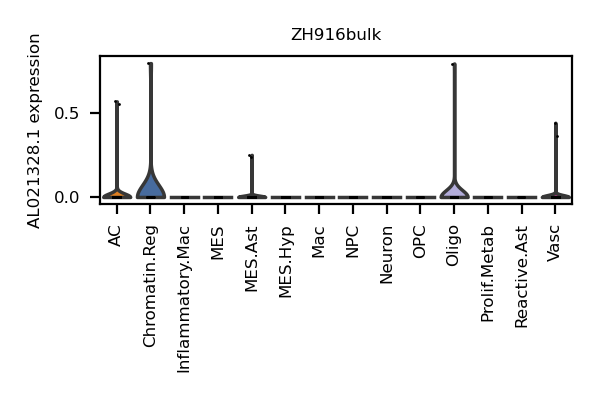 ZH916bulk
AL021328.1 expression
0.5
0.0
AC
Chromatin.Reg
Inflammatory.Mac
MES
MES.Ast
MES.Hyp
Mac
NPC
Neuron
OPC
Oligo
Prolif.Metab
Reactive.Ast
Vasc